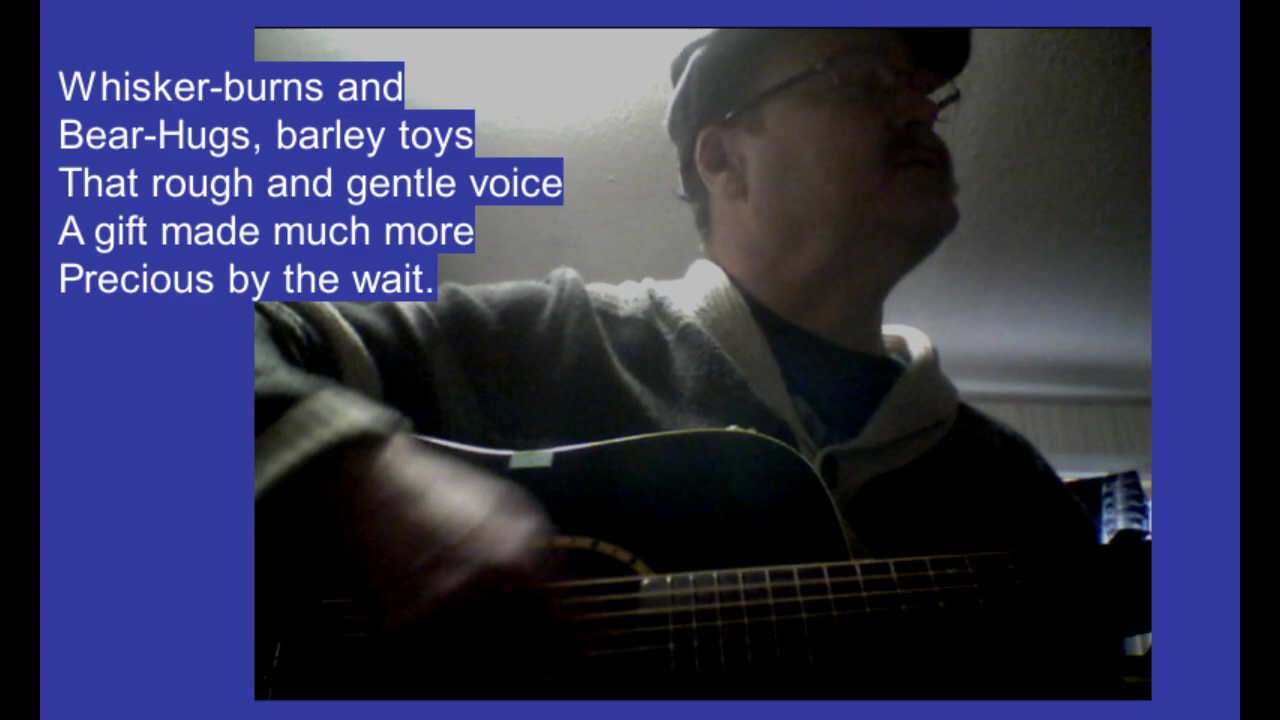 Whisker-burns and
Bear-Hugs, barley toys
That rough and gentle voice
A gift made much more
Precious by the wait.